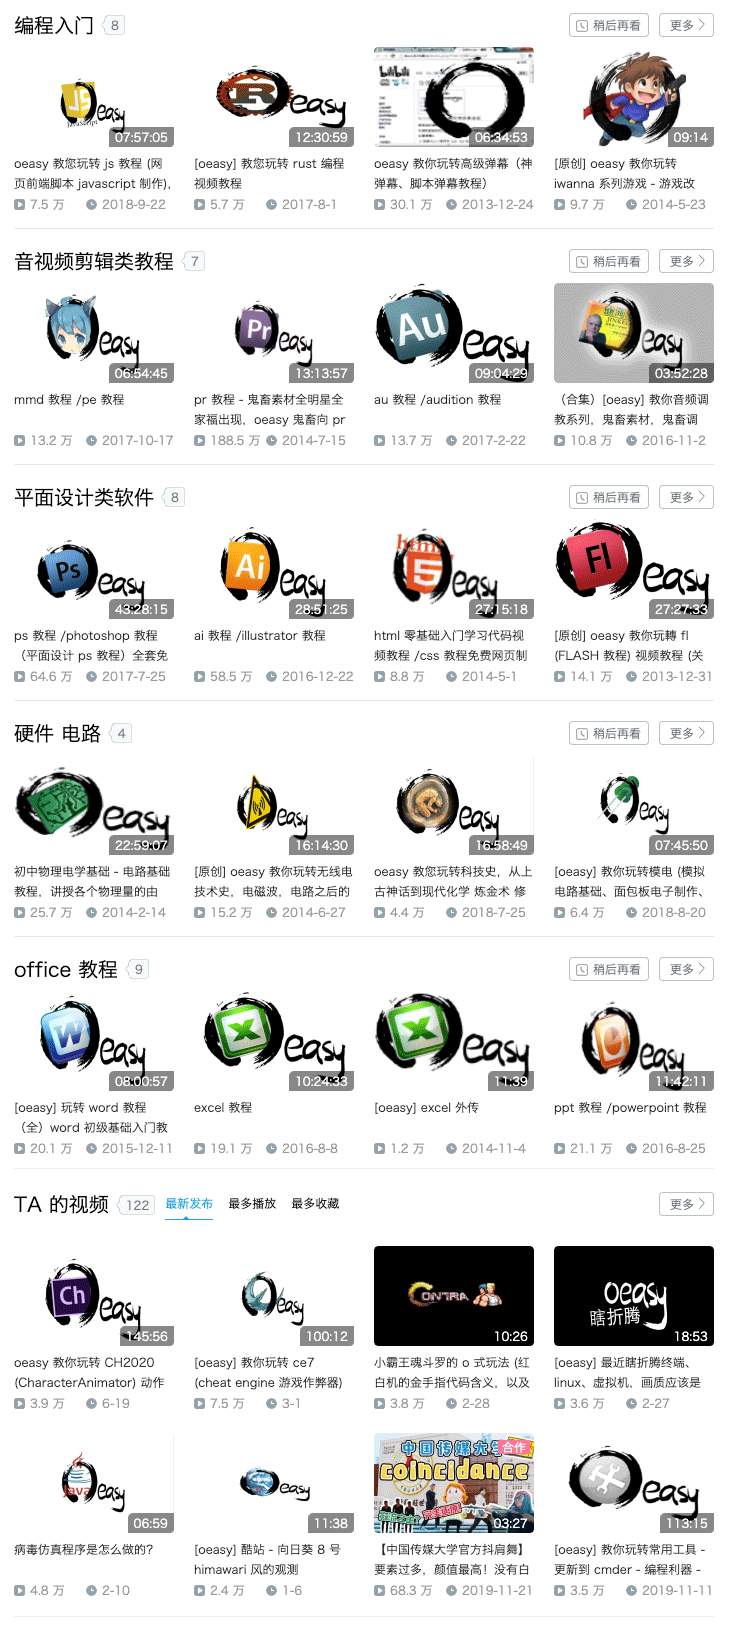 编程入门 8 稍后再看 更多
JS easy JavaScript 07:57:05
R easy 12:30:59
bilibili 06:34:53
09:14
oeasy 教您玩转 js 教程 (网
页前端脚本 javascript 制作),
7.5 万 2018-9-22
[oeasy] 教您玩转 rust 编程
视频教程
5.7 万 2017-8-1
oeasy 教你玩转高级弹幕（神
弹幕、脚本弹幕教程）
30.1 万 2013-12-24
[原创] oeasy 教你玩转
iwanna 系列游戏 - 游戏改
9.7 万 2014-5-23
音视频剪辑类教程 7 稍后再看 更多
easy 06:54:45
Pr easy 13:13:57
Au easy 09:04:29
easy 03:52:28
mmd 教程 /pe 教程
13.2 万 2017-10-17
pr 教程 - 鬼畜素材全明星全
家福出现，oeasy 鬼畜向 pr
188.5 万 2014-7-15
au 教程 /audition 教程
13.7 万 2017-2-22
（合集）[oeasy] 教你音频调
教系列，鬼畜素材，鬼畜调
10.8 万 2016-11-2
平面设计类软件 8 稍后再看 更多
Ps easy 43:28:15
Ai easy 28:51:25
html 5 easy 27:15:18
Fl easy 27:27:33
ps 教程 /photoshop 教程
（平面设计 ps 教程）全套免
64.6 万 2017-7-25
ai 教程 /illustrator 教程
58.5 万 2016-12-22
html 零基础入门学习代码视
频教程 /css 教程免费网页制
8.8 万 2014-5-1
[原创] oeasy 教你玩轉 fl
(FLASH 教程) 视频教程 (关
14.1 万 2013-12-31
硬件 电路 4 稍后再看 更多
easy 22:59:07
easy 16:14:30
easy 16:58:49
easy 07:45:50
初中物理电学基础 - 电路基础
教程，讲授各个物理量的由
25.7 万 2014-2-14
[原创] oeasy 教你玩转无线电
技术史，电磁波，电路之后的
15.2 万 2014-6-27
oeasy 教您玩转科技史，从上
古神话到现代化学 炼金术 修
4.4 万 2018-7-25
[oeasy] 教你玩转模电 (模拟
电路基础、面包板电子制作、
6.4 万 2018-8-20
office 教程 9 稍后再看 更多
W easy 08:00:57
X easy 10:24:33
X easy 11:39
easy 11:42:11
[oeasy] 玩转 word 教程
（全）word 初级基础入门教
20.1 万 2015-12-11
excel 教程
19.1 万 2016-8-8
[oeasy] excel 外传
1.2 万 2014-11-4
ppt 教程 /powerpoint 教程
21.1 万 2016-8-25
TA 的视频 122 最新发布 最多播放 最多收藏 更多
Ch easy 145:56
easy 100:12
CONTRA 10:26
oeasy 瞎折腾 18:53
oeasy 教你玩转 CH2020
(CharacterAnimator) 动作
3.9 万 6-19
[oeasy] 教你玩转 ce7
(cheat engine 游戏作弊器)
7.5 万 3-1
小霸王魂斗罗的 o 式玩法 (红
白机的金手指代码含义，以及
3.8 万 2-28
[oeasy] 最近瞎折腾终端、
linux、虚拟机，画质应该是
3.6 万 2-27
Java easy 06:59
easy 11:38
中国传媒大学 合作
coincidance
03:27
easy 113:15
病毒仿真程序是怎么做的?
4.8 万 2-10
[oeasy] 酷站 - 向日葵 8 号
himawari 风的观测
2.4 万 1-6
【中国传媒大学官方抖肩舞】
要素过多，颜值最高！没有白
68.3 万 2019-11-21
[oeasy] 教你玩转常用工具 -
更新到 cmder - 编程利器 -
3.5 万 2019-11-11